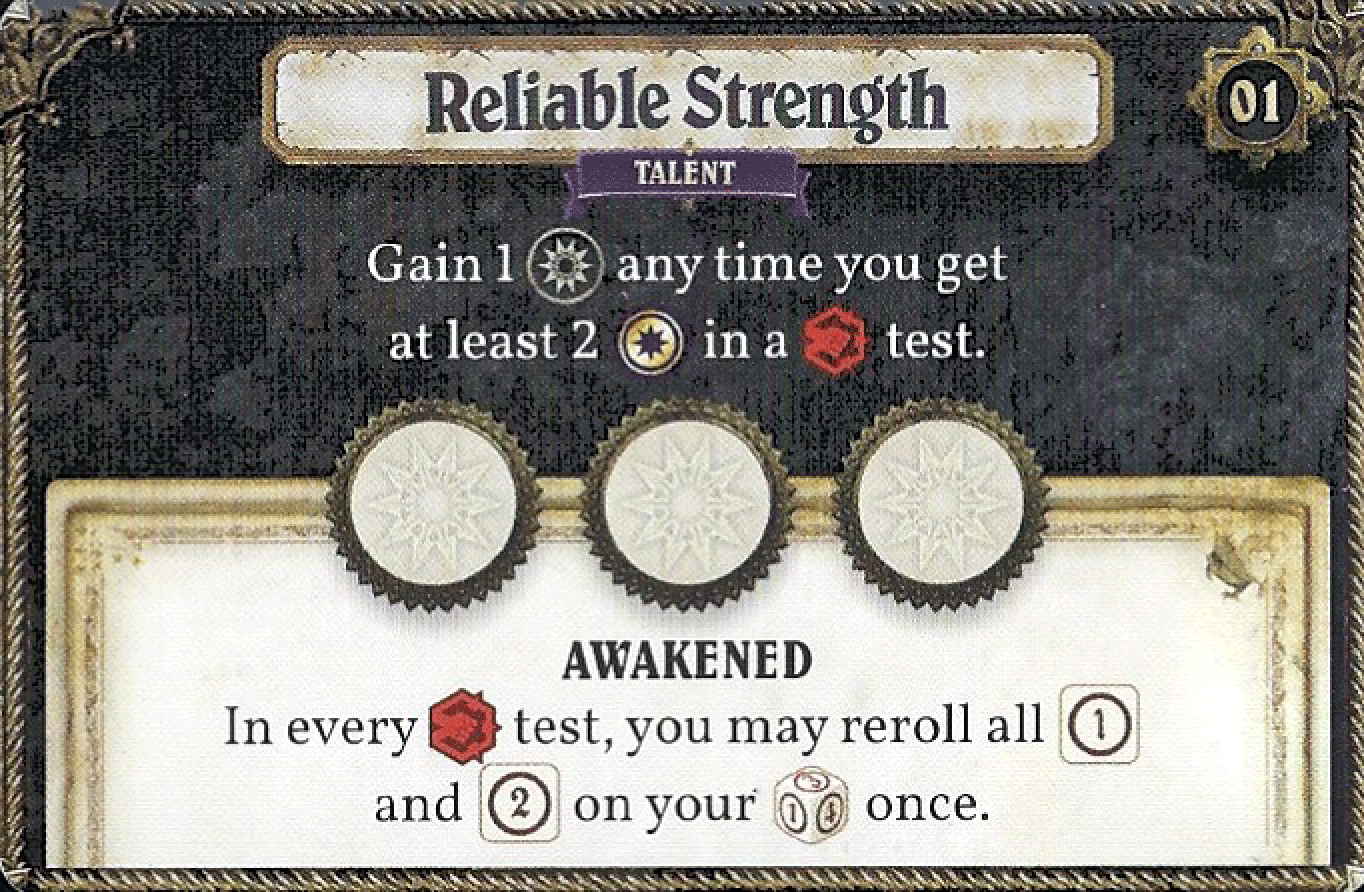 Reliable Strength
01
TALENT
Gain 1 any time you get
at least 2 in a test.
AWAKENED
In every test, you may reroll all 1
and 2 on your once.